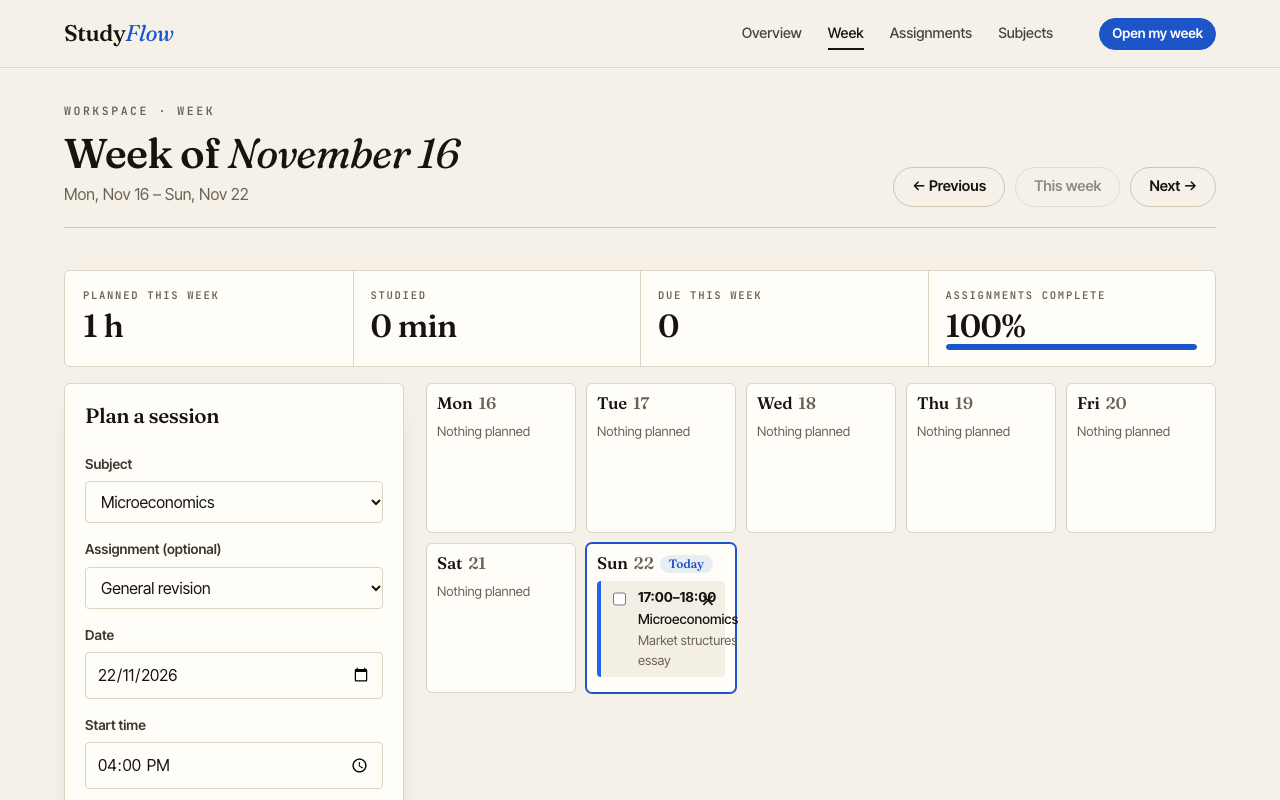 StudyFlow
Overview
Week
Assignments
Subjects
Open my week
WORKSPACE · WEEK
Week of November 16
Mon, Nov 16 – Sun, Nov 22
← Previous
This week
Next →
PLANNED THIS WEEK
1 h
STUDIED
0 min
DUE THIS WEEK
0
ASSIGNMENTS COMPLETE
100%
Plan a session
Subject
Microeconomics
Assignment (optional)
General revision
Date
22/11/2026
Start time
04:00 PM
Mon 16
Nothing planned
Tue 17
Nothing planned
Wed 18
Nothing planned
Thu 19
Nothing planned
Fri 20
Nothing planned
Sat 21
Nothing planned
Sun 22 Today
17:00–18:00
Microeconomics
Market structures
essay